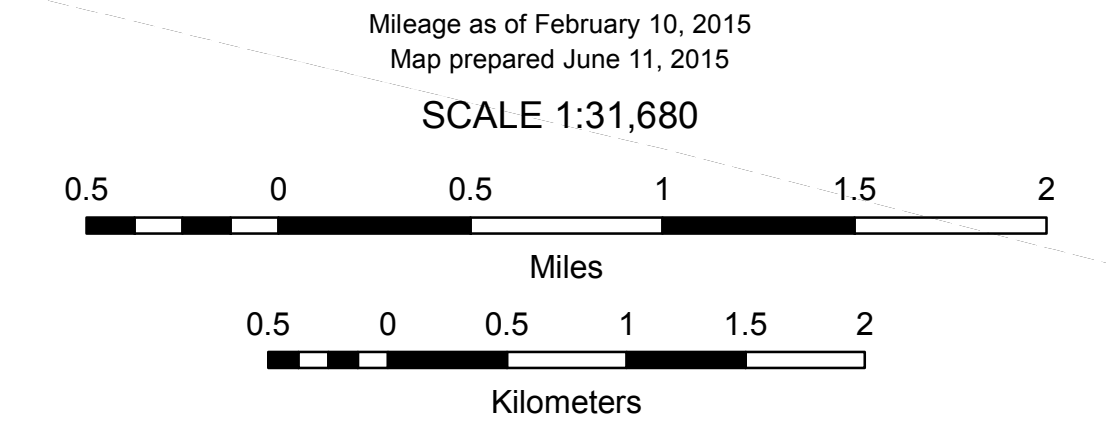 Mileage as of February 10, 2015
Map prepared June 11, 2015
SCALE 1:31,680
0.5 0 0.5 1 1.5 2
Miles
0.5 0 0.5 1 1.5 2
Kilometers